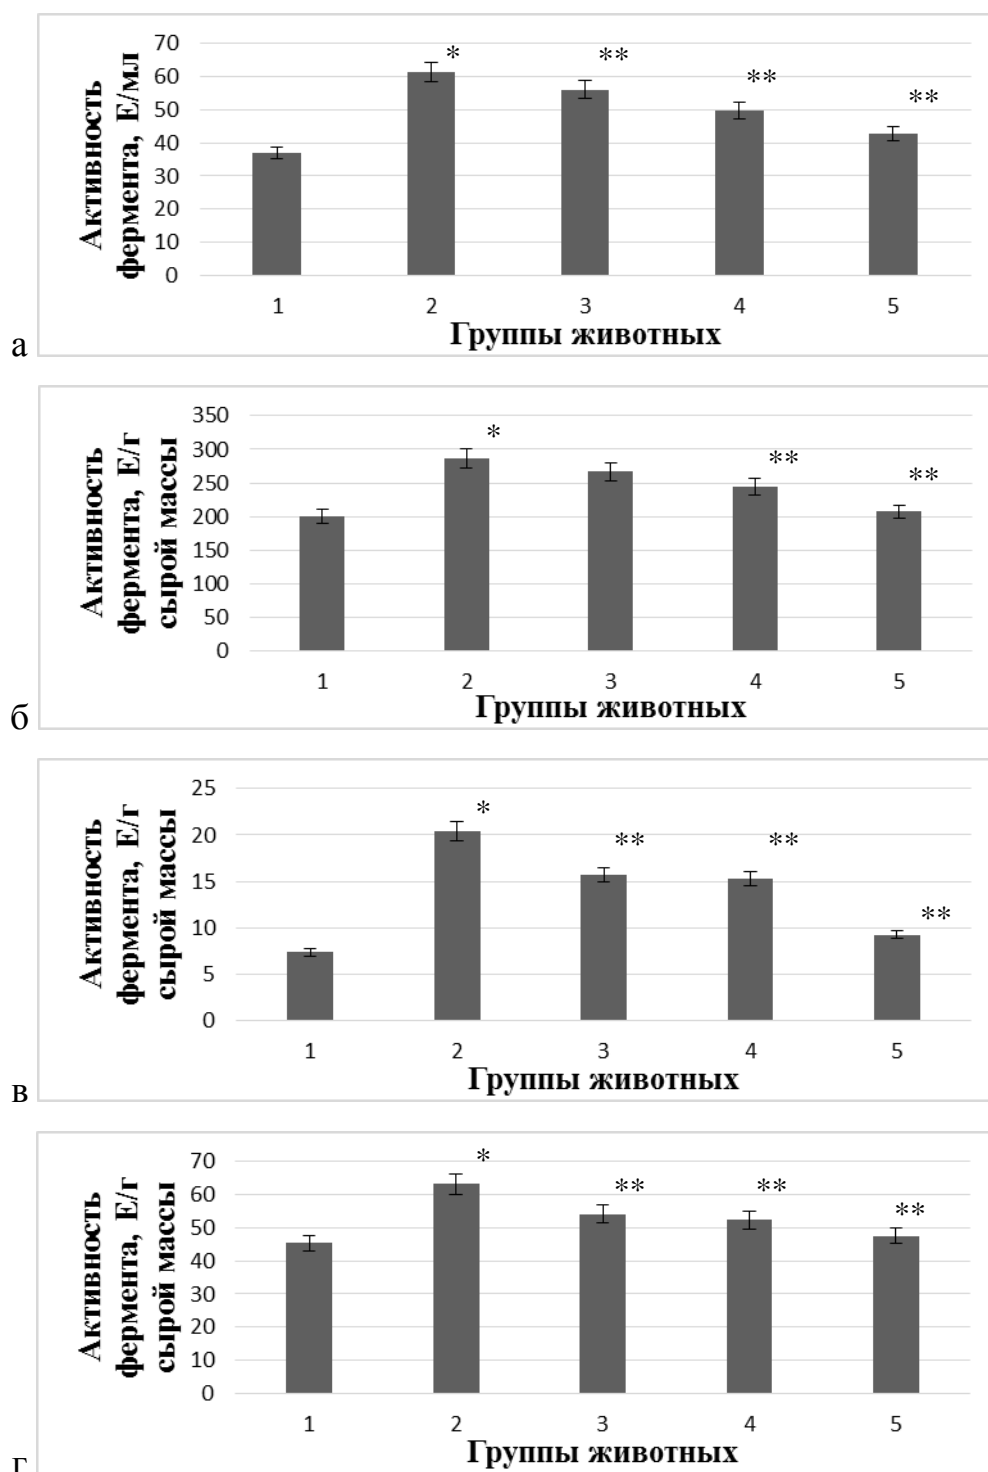 Активность
фермента, Е/мл
70
60
50
40
30
20
10
0
*
**
**
**
1 2 3 4 5
Группы животных
а
Активность
фермента, Е/г
сырой массы
350
300
250
200
150
100
50
0
*
**
**
1 2 3 4 5
Группы животных
б
Активность
фермента, Е/г
сырой массы
25
20
15
10
5
0
*
**
**
**
1 2 3 4 5
Группы животных
в
Активность
фермента, Е/г
сырой массы
70
60
50
40
30
20
10
0
*
**
**
**
1 2 3 4 5
Группы животных
г